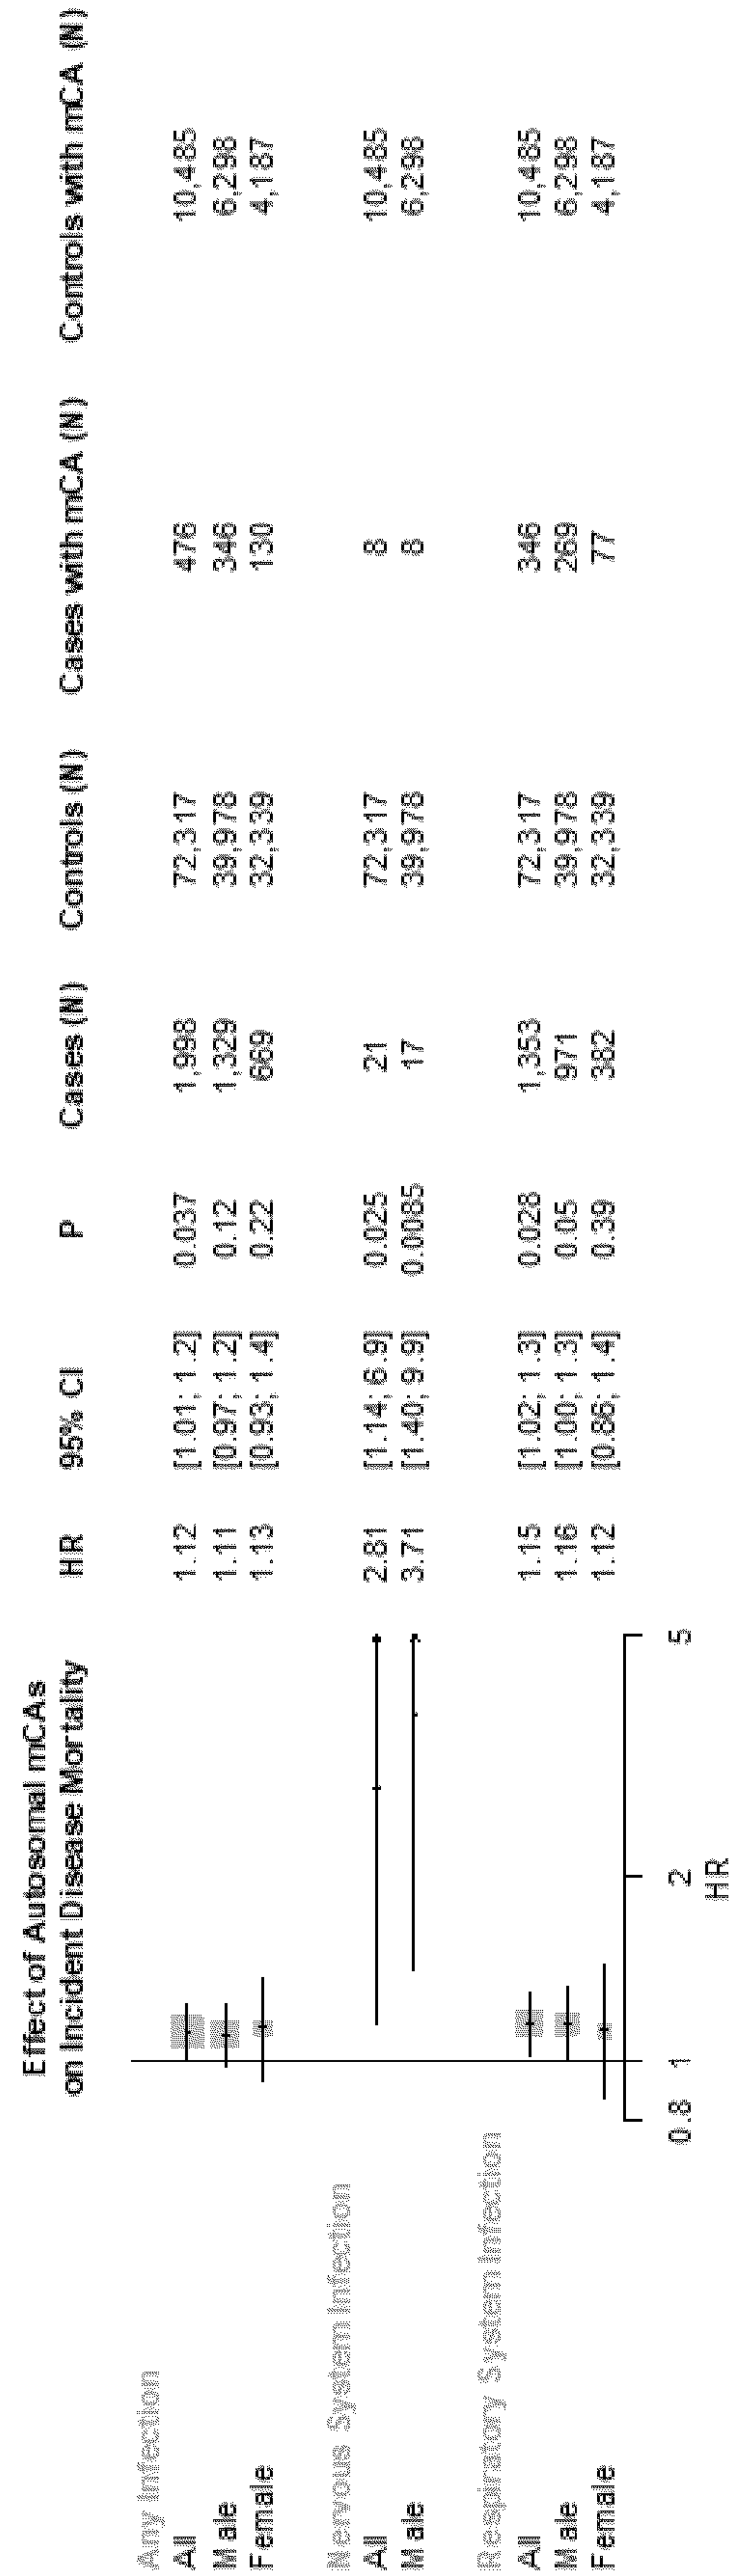 Effect of Autosomal mCAs
on Incident Disease Mortality
HR 95% CI P Cases (N) Controls (N) Cases with mCA (N) Controls with mCA (N)
Any Infection
All 1.12 [1.01; 1.2] 0.037 1,998 72,317 476 10,485
Male 1.11 [0.97; 1.2] 0.12 1,329 39,978 346 6,298
Female 1.13 [0.93; 1.4] 0.22 669 32,339 130 4,187
Nervous System Infection
All 2.81 [1.14; 6.9] 0.025 21 72,317 8 10,485
Male 3.71 [1.40; 9.9] 0.0085 17 39,978 8 6,298
Respiratory System Infection
All 1.15 [1.02; 1.3] 0.028 1,353 72,317 346 10,485
Male 1.16 [1.00; 1.3] 0.05 971 39,978 269 6,298
Female 1.12 [0.86; 1.4] 0.39 382 32,339 77 4,187
0.8 1 2 5
HR